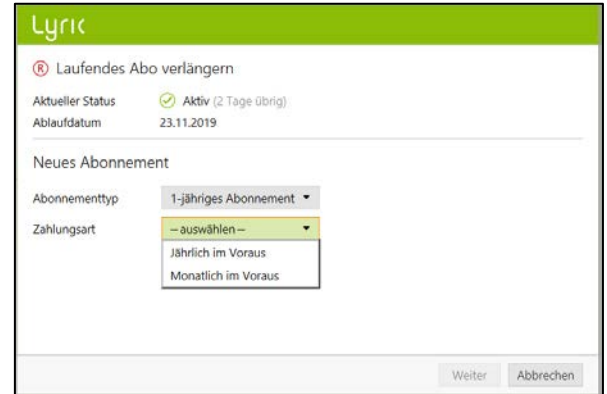 Lyric
® Laufendes Abo verlängern
Aktueller Status Aktiv (2 Tage übrig)
Ablaufdatum 23.11.2019
Neues Abonnement
Abonnementtyp 1-jähriges Abonnement
Zahlungsart – auswählen –
Jährlich im Voraus
Monatlich im Voraus
Weiter Abbrechen